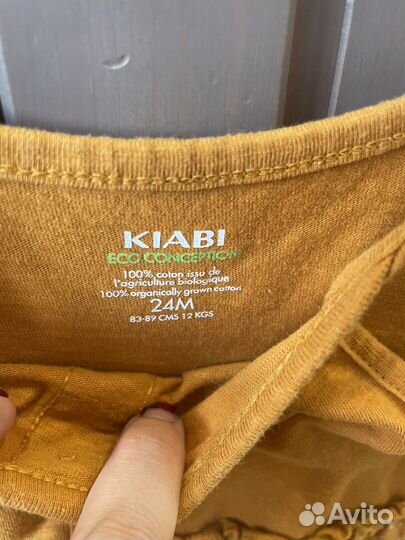 KIABI
ECO CONCEPTION
100% coton issu de
l'agriculture biologique
100% organically grown cotton
24M
83-89 CMS 12 KGS
Avito